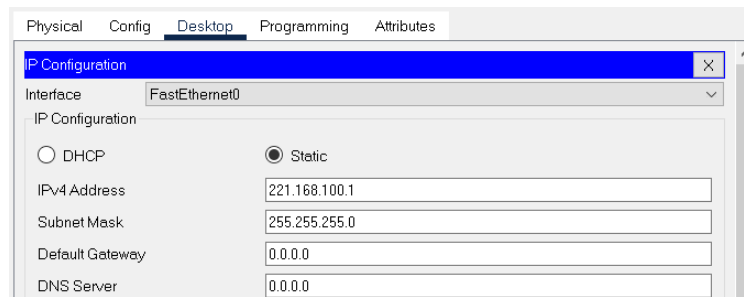 Physical Config Desktop Programming Attributes
IP Configuration X
Interface FastEthernet0
IP Configuration
DHCP Static
IPv4 Address 221.168.100.1
Subnet Mask 255.255.255.0
Default Gateway 0.0.0.0
DNS Server 0.0.0.0